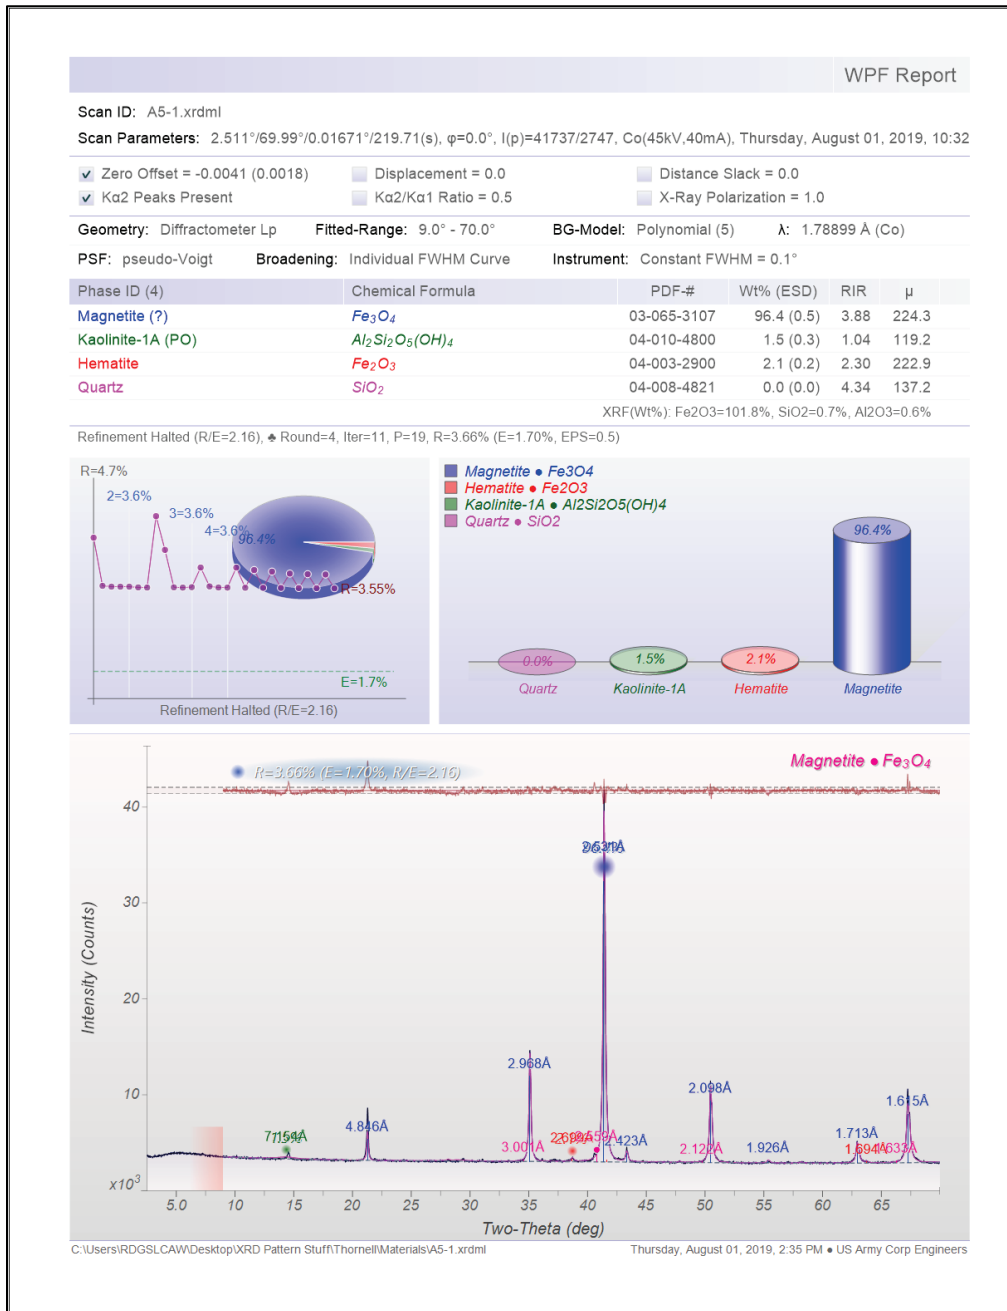 WPF Report
Scan ID: A5-1.xrdml
Scan Parameters: 2.511°/69.99°/0.01671°/219.71(s), φ=0.0°, I(p)=41737/2747, Co(45kV,40mA), Thursday, August 01, 2019, 10:32
Zero Offset = -0.0041 (0.0018) Displacement = 0.0 Distance Slack = 0.0
Kα2 Peaks Present Kα2/Kα1 Ratio = 0.5 X-Ray Polarization = 1.0
Geometry: Diffractometer Lp Fitted-Range: 9.0° - 70.0° BG-Model: Polynomial (5) λ: 1.78899 Å (Co)
PSF: pseudo-Voigt Broadening: Individual FWHM Curve Instrument: Constant FWHM = 0.1°
Phase ID (4) Chemical Formula PDF-# Wt% (ESD) RIR μ
Magnetite (?) Fe3O4 03-065-3107 96.4 (0.5) 3.88 224.3
Kaolinite-1A (PO) Al2Si2O5(OH)4 04-010-4800 1.5 (0.3) 1.04 119.2
Hematite Fe2O3 04-003-2900 2.1 (0.2) 2.30 222.9
Quartz SiO2 04-008-4821 0.0 (0.0) 4.34 137.2
XRF(Wt%): Fe2O3=101.8%, SiO2=0.7%, Al2O3=0.6%
Refinement Halted (R/E=2.16), ♣ Round=4, Iter=11, P=19, R=3.66% (E=1.70%, EPS=0.5)
R=4.7%
2=3.6%
3=3.6%
4=3.6%
96.4%
R=3.55%
E=1.7%
Refinement Halted (R/E=2.16)
Magnetite ● Fe3O4
Hematite ● Fe2O3
Kaolinite-1A ● Al2Si2O5(OH)4
Quartz ● SiO2
96.4%
0.0% 1.5% 2.1%
Quartz Kaolinite-1A Hematite Magnetite
R=3.66% (E=1.70%, R/E=2.16)
Magnetite ● Fe3O4
40
30
20
10
x10^3
Intensity (Counts)
2.968Å
2.098Å
1.615Å
4.846Å
1.713Å
2.423Å
1.926Å
3.001Å
2.122Å
1.694Å
5.0 10 15 20 25 30 35 40 45 50 55 60 65
Two-Theta (deg)
C:\Users\RDGSLCAW\Desktop\XRD Pattern Stuff\Thornell\Materials\A5-1.xrdml Thursday, August 01, 2019, 2:35 PM ● US Army Corp Engineers